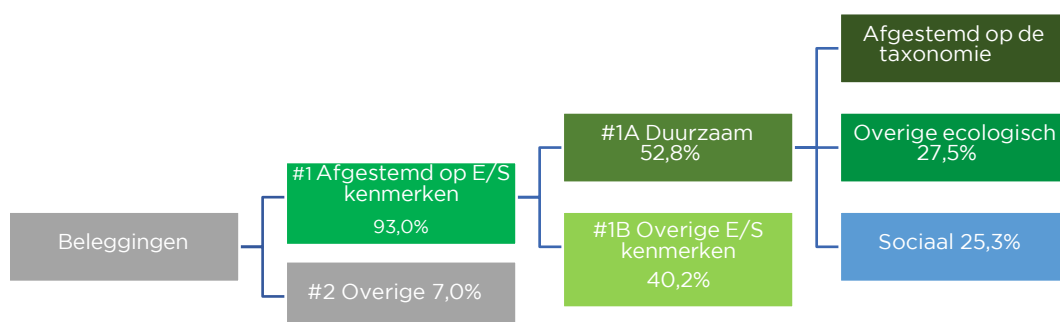 Beleggingen
#1 Afgestemd op E/S
kenmerken
93,0%
#2 Overige 7,0%
#1A Duurzaam
52,8%
#1B Overige E/S
kenmerken
40,2%
Afgestemd op de
taxonomie
Overige ecologisch
27,5%
Sociaal 25,3%